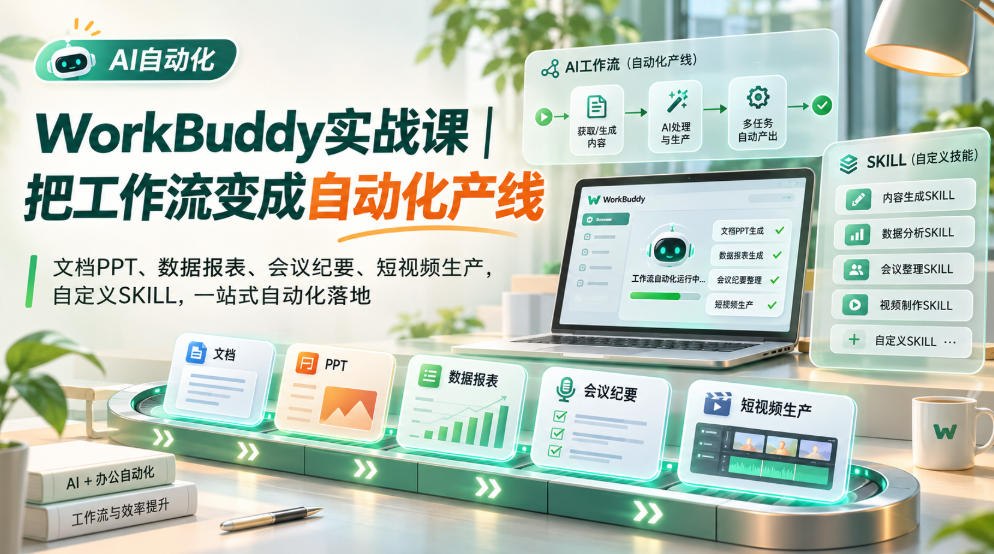 AI自动化
WorkBuddy实战课|
把工作流变成自动化产线
文档PPT、数据报表、会议纪要、短视频生产，
自定义SKILL，一站式自动化落地
AI工作流（自动化产线）
获取/生成
内容
AI处理
与生产
多任务
自动产出
SKILL（自定义技能）
内容生成SKILL
数据分析SKILL
会议整理SKILL
视频制作SKILL
自定义SKILL ···
W WorkBuddy
工作流自动化运行中...
文档PPT生成
数据报表生成
会议纪要整理
短视频生产
文档
PPT
数据报表
会议纪要
短视频生产
W
AI + 办公自动化
工作流与效率提升